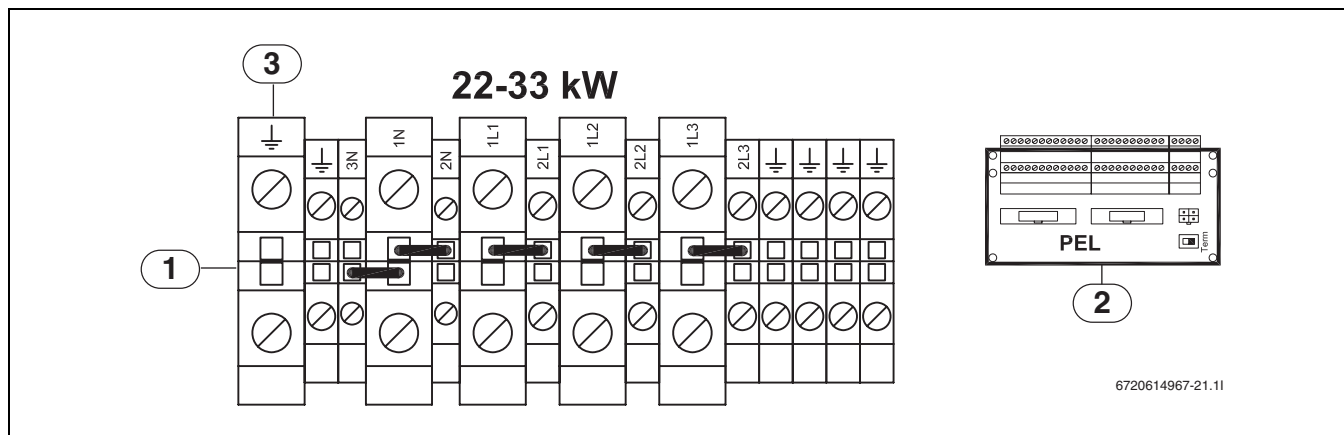 3
22-33 kW
3N
1N
2N
1L1
2L1
1L2
2L2
1L3
2L3
1
PEL
Term
2
6720614967-21.1I